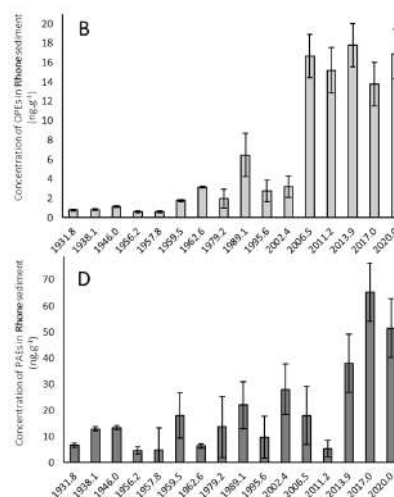 B
Concentration of OPEs in Rhone sediment
(ng.g⁻¹)
20
18
16
14
12
10
8
6
4
2
0
1931.8 1938.1 1946.0 1956.2 1957.8 1959.5 1962.6 1979.2 1989.1 1995.6 2002.4 2006.5 2011.2 2013.9 2017.0 2020.0
D
Concentration of PAEs in Rhone sediment
(ng.g⁻¹)
70
60
50
40
30
20
10
0
1931.8 1938.1 1946.0 1956.2 1957.8 1959.5 1962.6 1979.2 1989.1 1995.6 2002.4 2006.5 2011.2 2013.9 2017.0 2020.0